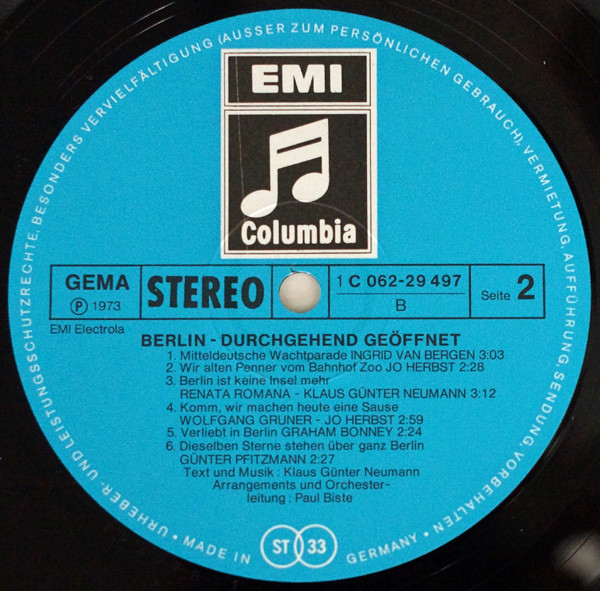 URHEBER- UND LEISTUNGSSCHUTZRECHTE, BESONDERS VERVIELFÄLTIGUNG (AUSSER ZUM PERSÖNLICHEN GEBRAUCH), VERMIETUNG, AUFFÜHRUNG, SENDUNG VORBEHALTEN
EMI
Columbia
GEMA
Ⓟ 1973
STEREO
1 C 062-29 497
B
Seite 2
EMI Electrola
BERLIN - DURCHGEHEND GEÖFFNET
1. Mitteldeutsche Wachtparade INGRID VAN BERGEN 3:03
2. Wir alten Penner vom Bahnhof Zoo JO HERBST 2:28
3. Berlin ist keine Insel mehr
RENATA ROMANA - KLAUS GÜNTER NEUMANN 3:12
4. Komm, wir machen heute eine Sause
WOLFGANG GRUNER - JO HERBST 2:59
5. Verliebt in Berlin GRAHAM BONNEY 2:24
6. Dieselben Sterne stehen über ganz Berlin
GÜNTER PFITZMANN 2:27
Text und Musik : Klaus Günter Neumann
Arrangements und Orchester-
leitung : Paul Biste
• MADE IN GERMANY •
ST 33